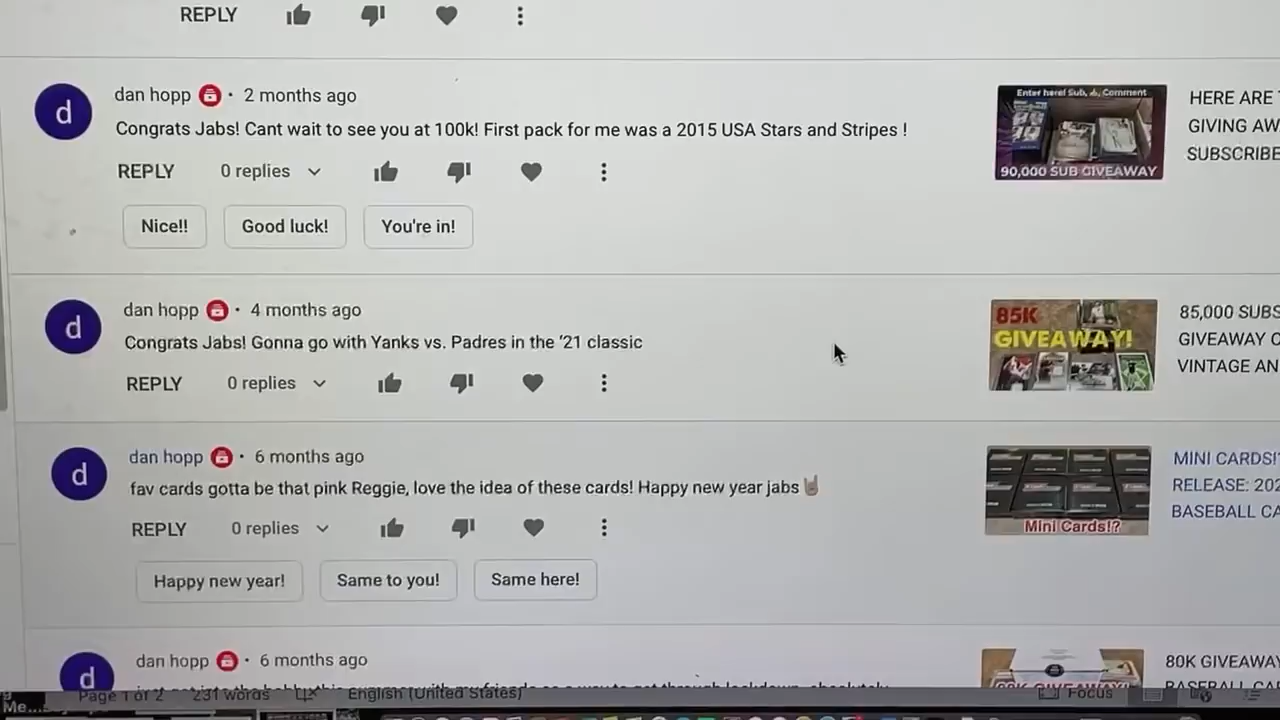 REPLY
dan hopp • 2 months ago
Congrats Jabs! Cant wait to see you at 100k! First pack for me was a 2015 USA Stars and Stripes !
REPLY 0 replies
Nice!! Good luck! You're in!
Enter here! Sub, 👍, Comment
90,000 SUB GIVEAWAY
HERE ARE
GIVING AW
SUBSCRIBE
dan hopp • 4 months ago
Congrats Jabs! Gonna go with Yanks vs. Padres in the '21 classic
REPLY 0 replies
85K
GIVEAWAY!
85,000 SUBS
GIVEAWAY
VINTAGE AN
dan hopp • 6 months ago
fav cards gotta be that pink Reggie, love the idea of these cards! Happy new year jabs🤘🏽
REPLY 0 replies
Happy new year! Same to you! Same here!
Mini Cards!?
MINI CARDS!?
RELEASE: 202
BASEBALL CA
dan hopp • 6 months ago
80K GIVEAWAY
BASEBALL CAR
Page 1 of 2 231 words English (United States) Focus